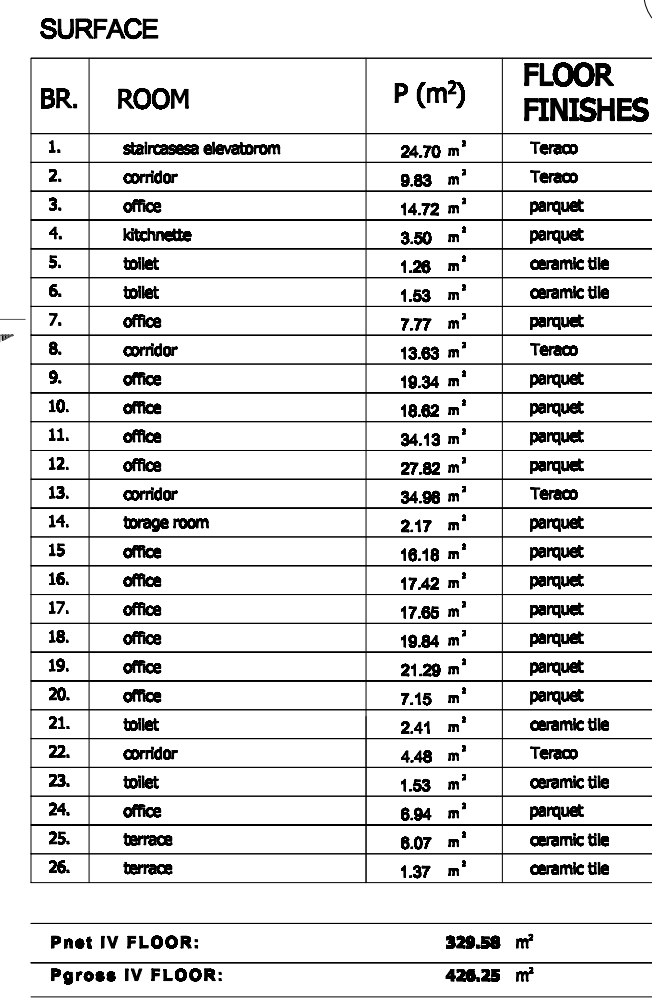 SURFACE
BR. ROOM P (m²) FLOOR FINISHES
1. staircasesa elevatorom 24.70 m² Teraco
2. corridor 9.83 m² Teraco
3. office 14.72 m² parquet
4. kitchnette 3.50 m² parquet
5. toilet 1.26 m² ceramic tile
6. toilet 1.53 m² ceramic tile
7. office 7.77 m² parquet
8. corridor 13.63 m² Teraco
9. office 19.34 m² parquet
10. office 18.62 m² parquet
11. office 34.13 m² parquet
12. office 27.82 m² parquet
13. corridor 34.96 m² Teraco
14. torage room 2.17 m² parquet
15 office 16.18 m² parquet
16. office 17.42 m² parquet
17. office 17.65 m² parquet
18. office 19.84 m² parquet
19. office 21.29 m² parquet
20. office 7.15 m² parquet
21. toilet 2.41 m² ceramic tile
22. corridor 4.48 m² Teraco
23. toilet 1.53 m² ceramic tile
24. office 6.94 m² parquet
25. terrace 6.07 m² ceramic tile
26. terrace 1.37 m² ceramic tile
Pnet IV FLOOR: 329.58 m²
Pgross IV FLOOR: 426.25 m²